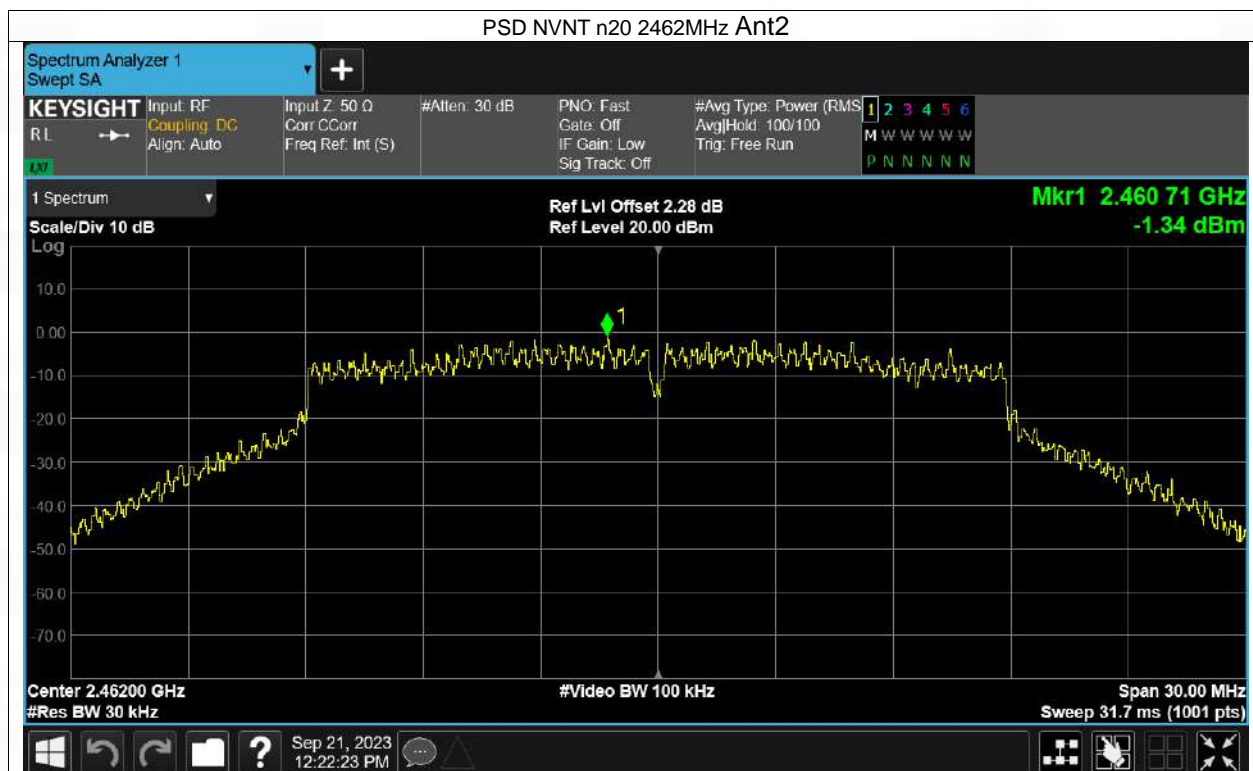 PSD NVNT n20 2462MHz Ant2
Spectrum Analyzer 1
Swept SA
+
KEYSIGHT
RL
LXI
Input: RF
Coupling: DC
Align: Auto
Input Z: 50 Ω
Corr CCorr
Freq Ref: Int (S)
#Atten: 30 dB
PNO: Fast
Gate: Off
IF Gain: Low
Sig Track: Off
#Avg Type: Power (RMS
Avg|Hold: 100/100
Trig: Free Run
1 2 3 4 5 6
M W W W W W
P N N N N N
1 Spectrum
Scale/Div 10 dB
Log
Ref Lvl Offset 2.28 dB
Ref Level 20.00 dBm
Mkr1 2.460 71 GHz
-1.34 dBm
10.0
0.00
-10.0
-20.0
-30.0
-40.0
-50.0
-60.0
-70.0
1
Center 2.46200 GHz
#Res BW 30 kHz
#Video BW 100 kHz
Span 30.00 MHz
Sweep 31.7 ms (1001 pts)
?
Sep 21, 2023
12:22:23 PM